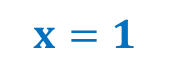 x = 1